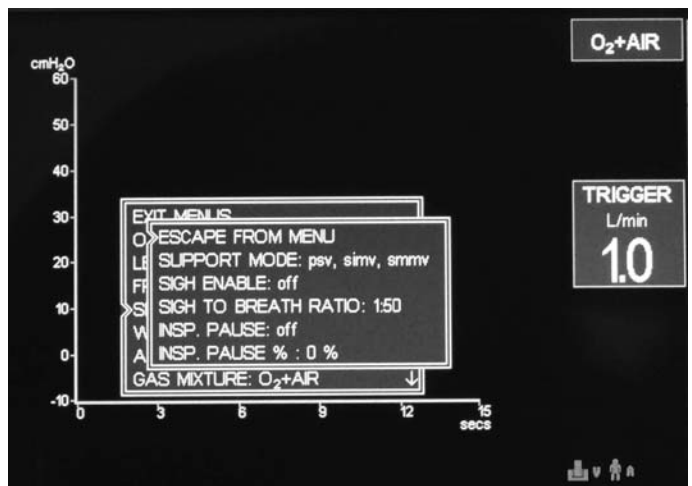 O₂+AIR
cmH₂O
60
50
40
30
20
10
0
-10
0 3 6 9 12 15
secs
EXIT MENUS
ESCAPE FROM MENU
SUPPORT MODE: psv, simv, smmv
SIGH ENABLE: off
SIGH TO BREATH RATIO: 1:50
INSP. PAUSE: off
INSP. PAUSE % : 0 %
GAS MIXTURE: O₂+AIR ↓
TRIGGER
L/min
1.0
V A